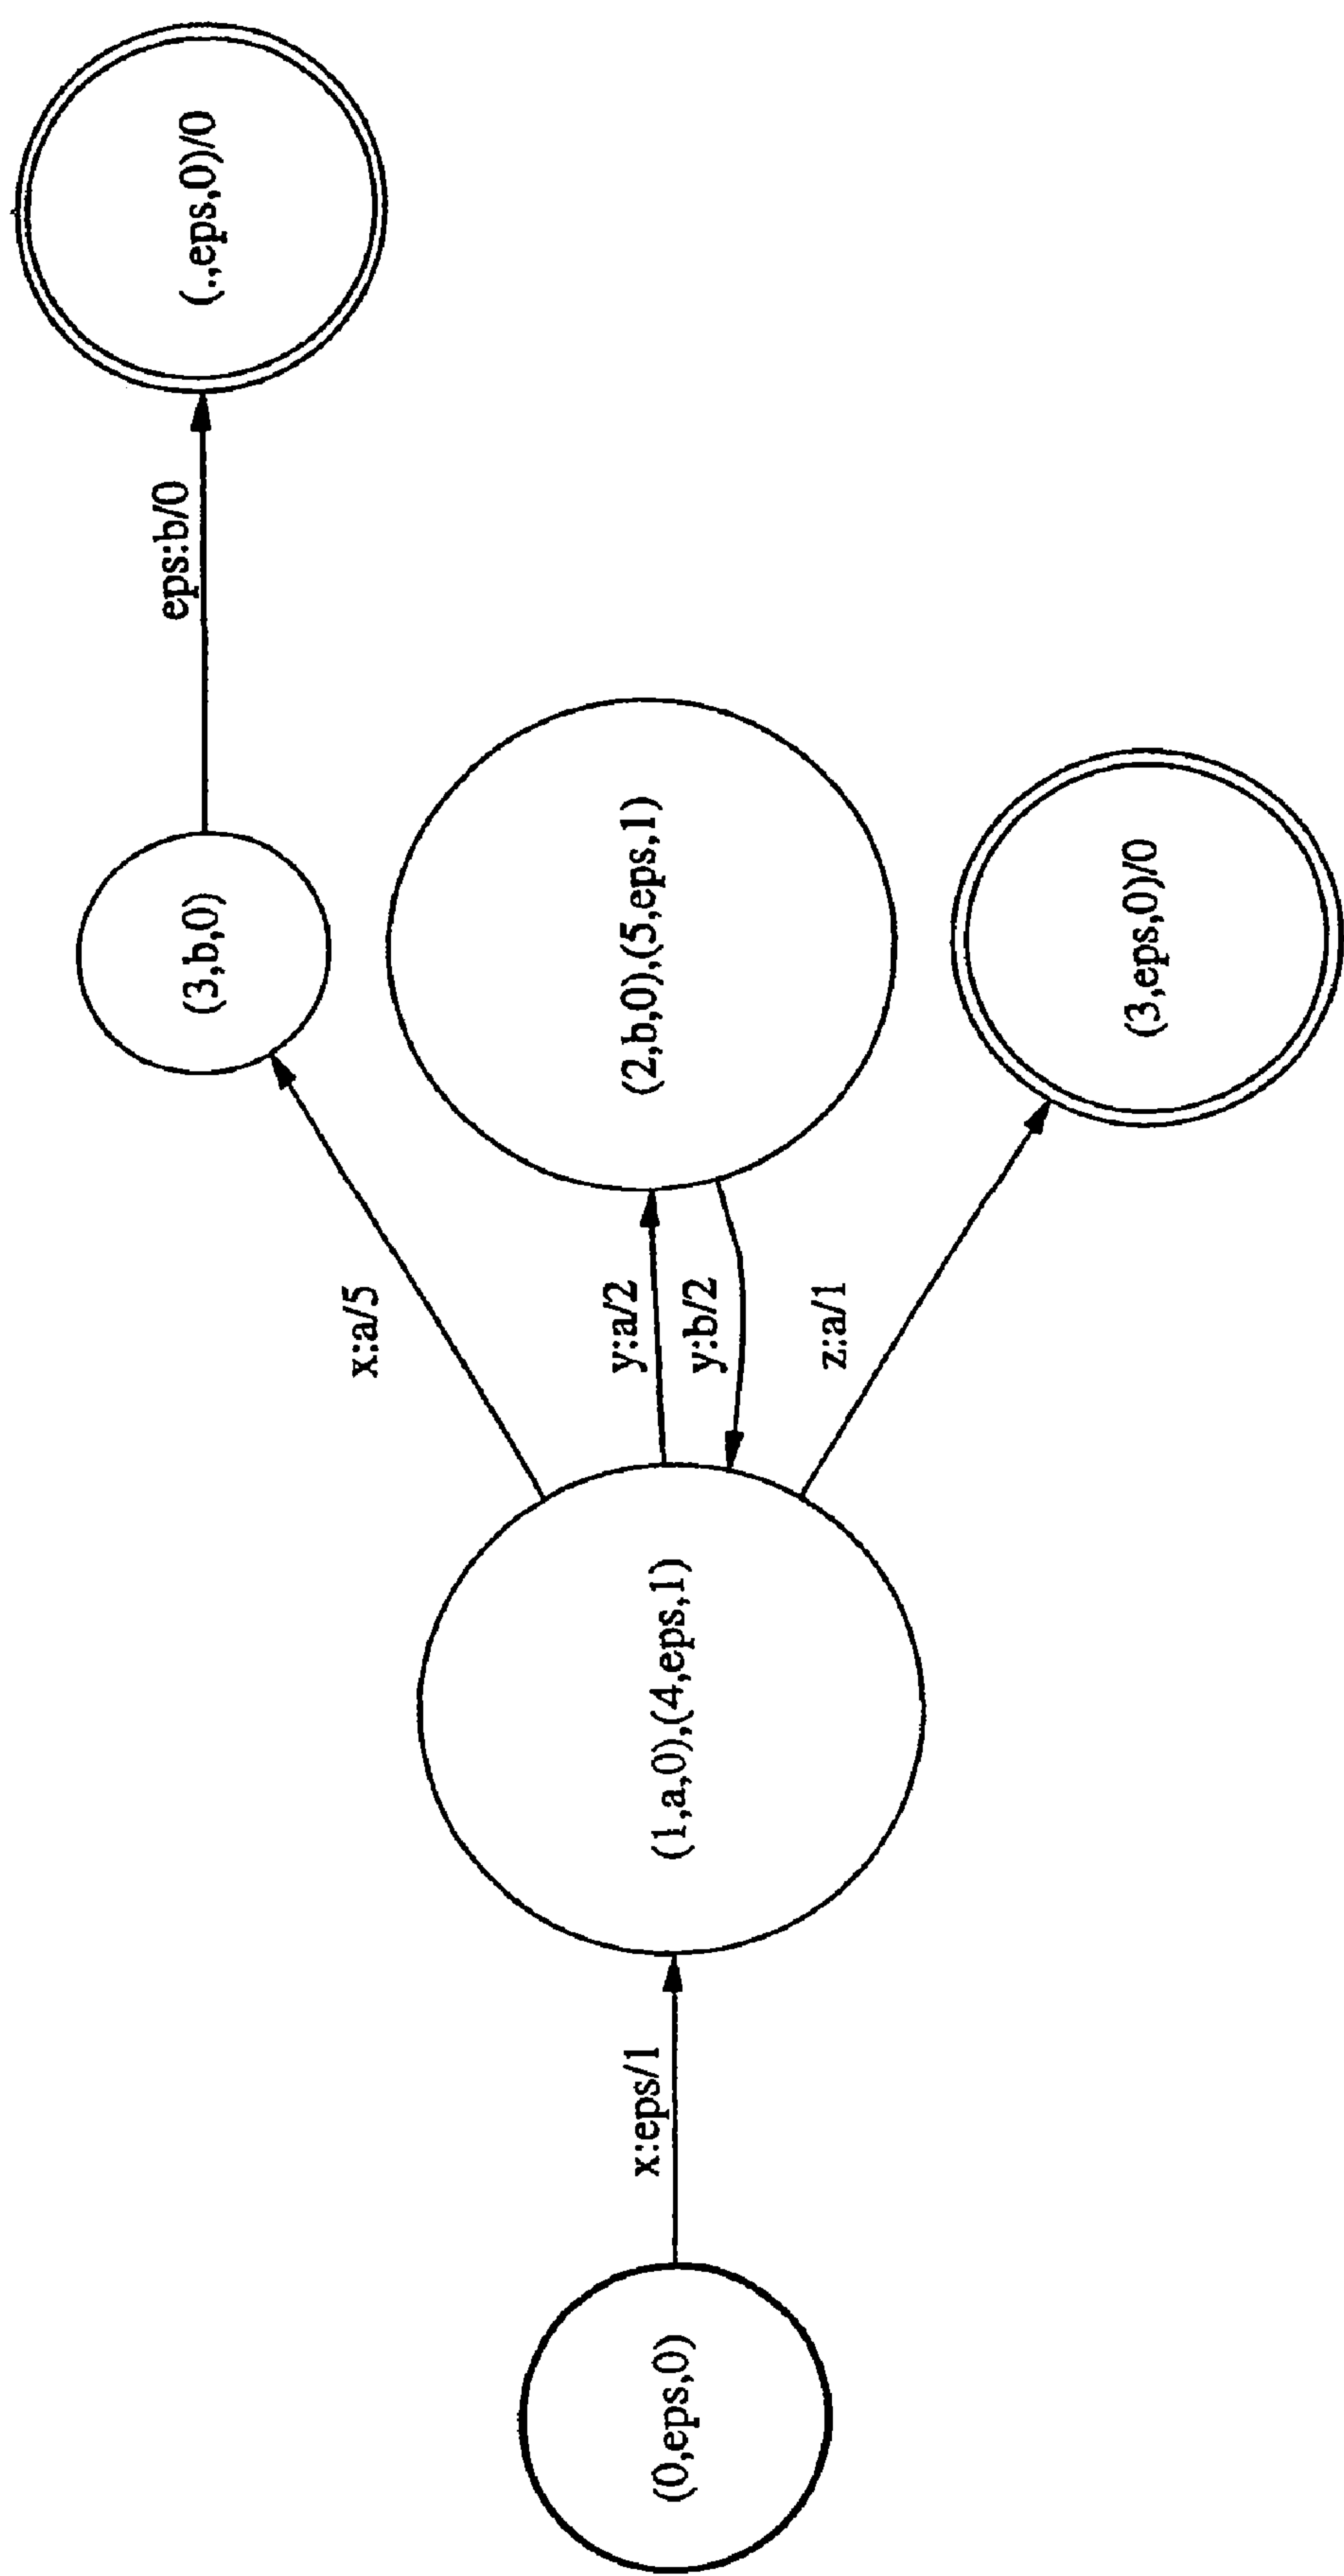 (0,eps,0)
x:eps/1
(1,a,0),(4,eps,1)
x:a/5
y:a/2
y:b/2
z:a/1
(3,b,0)
(2,b,0),(5,eps,1)
(3,eps,0)/0
eps:b/0
(.,eps,0)/0